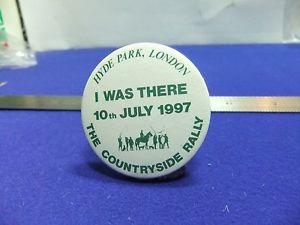 HYDE PARK, LONDON
I WAS THERE
10th JULY 1997
THE COUNTRYSIDE RALLY